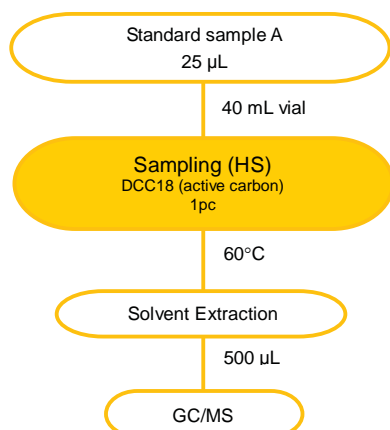 Standard sample A
25 µL
40 mL vial
Sampling (HS)
DCC18 (active carbon)
1pc
60°C
Solvent Extraction
500 µL
GC/MS